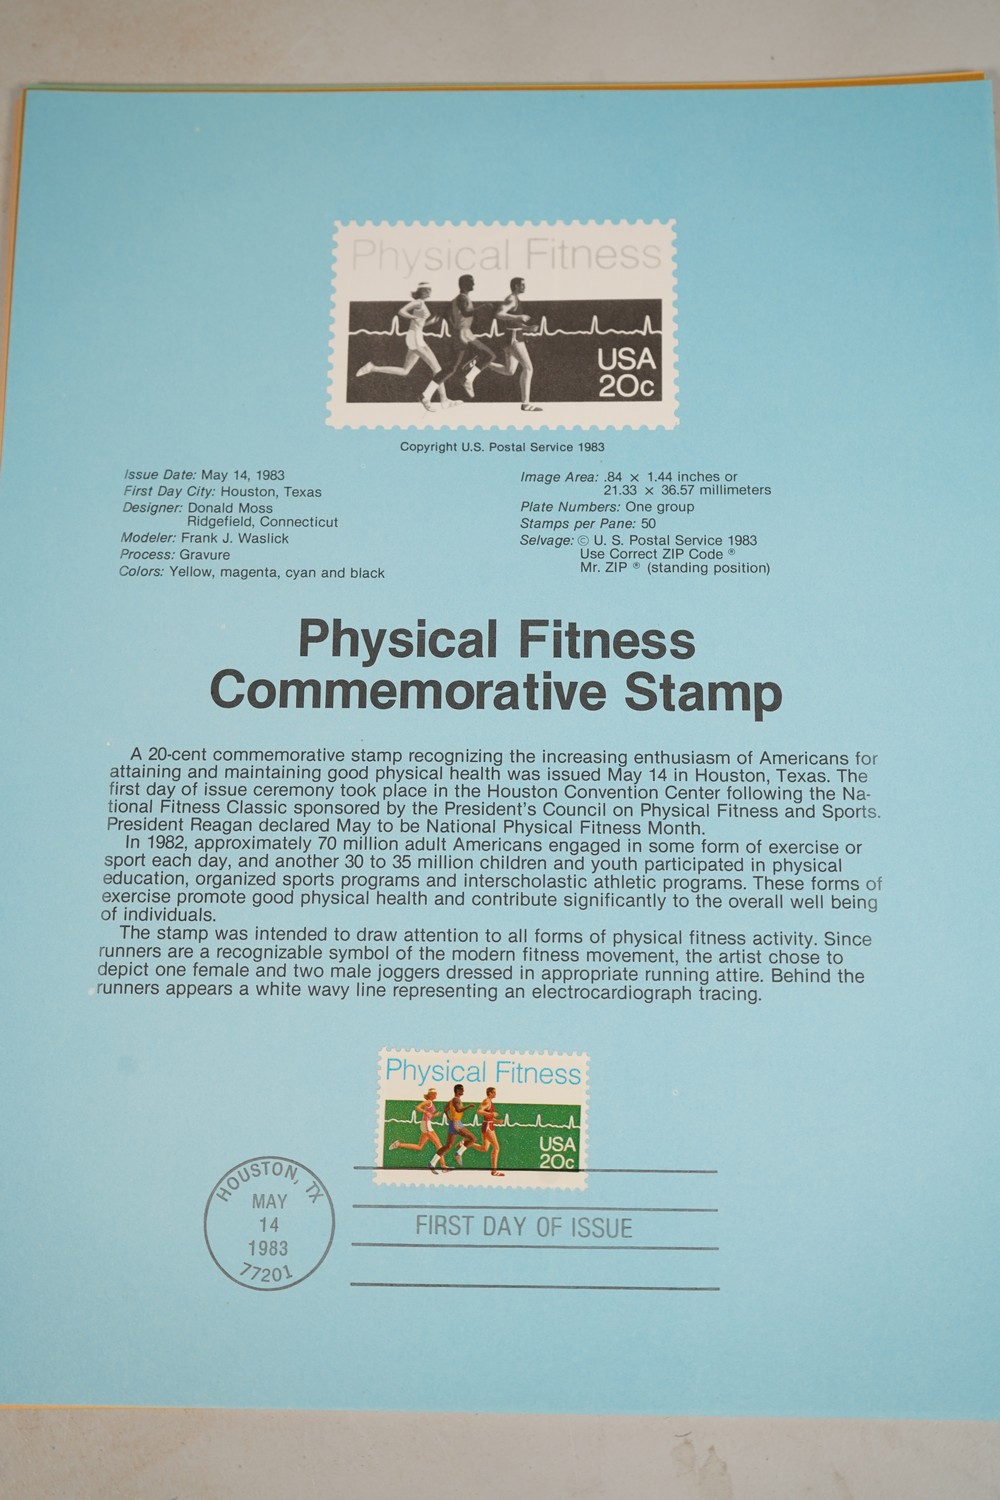 Physical Fitness
USA
20c
Copyright U.S. Postal Service 1983
Issue Date: May 14, 1983
First Day City: Houston, Texas
Designer: Donald Moss
Ridgefield, Connecticut
Modeler: Frank J. Waslick
Process: Gravure
Colors: Yellow, magenta, cyan and black
Image Area: .84 × 1.44 inches or
21.33 × 36.57 millimeters
Plate Numbers: One group
Stamps per Pane: 50
Selvage: © U. S. Postal Service 1983
Use Correct ZIP Code ®
Mr. ZIP ® (standing position)
Physical Fitness
Commemorative Stamp
A 20-cent commemorative stamp recognizing the increasing enthusiasm of Americans for
attaining and maintaining good physical health was issued May 14 in Houston, Texas. The
first day of issue ceremony took place in the Houston Convention Center following the Na-
tional Fitness Classic sponsored by the President's Council on Physical Fitness and Sports.
President Reagan declared May to be National Physical Fitness Month.
In 1982, approximately 70 million adult Americans engaged in some form of exercise or
sport each day, and another 30 to 35 million children and youth participated in physical
education, organized sports programs and interscholastic athletic programs. These forms of
exercise promote good physical health and contribute significantly to the overall well being
of individuals.
The stamp was intended to draw attention to all forms of physical fitness activity. Since
runners are a recognizable symbol of the modern fitness movement, the artist chose to
depict one female and two male joggers dressed in appropriate running attire. Behind the
runners appears a white wavy line representing an electrocardiograph tracing.
Physical Fitness
USA
20c
HOUSTON, TX
MAY
14
1983
77201
FIRST DAY OF ISSUE